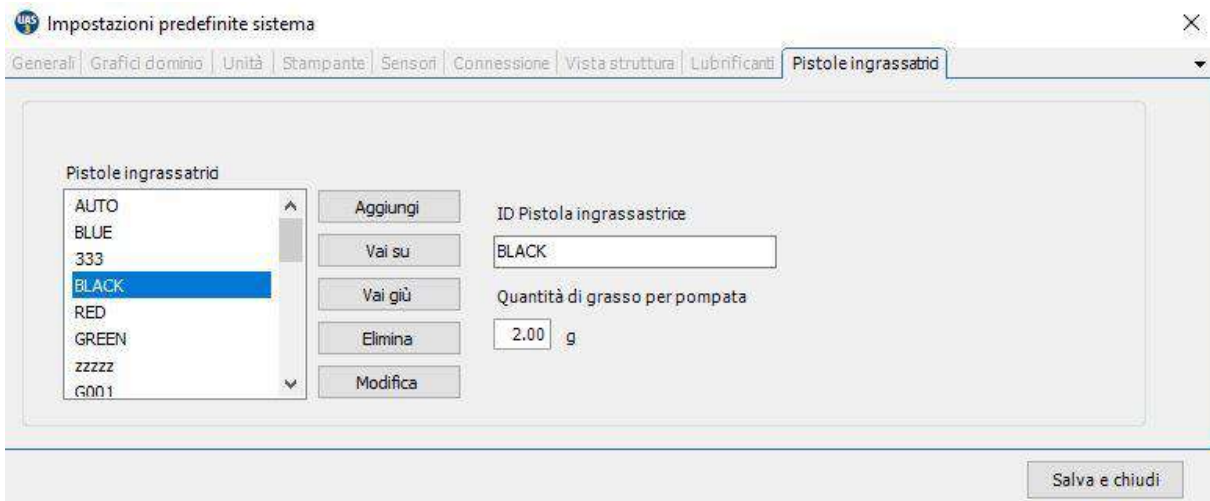 UAS
Impostazioni predefinite sistema
Generali Grafici dominio Unità Stampante Sensori Connessione Vista struttura Lubrificanti Pistole ingrassatrici
Pistole ingrassatrici
AUTO
BLUE
333
BLACK
RED
GREEN
zzzzz
G001
Aggiungi
Vai su
Vai giù
Elimina
Modifica
ID Pistola ingrassastrice
BLACK
Quantità di grasso per pompata
2.00 g
Salva e chiudi